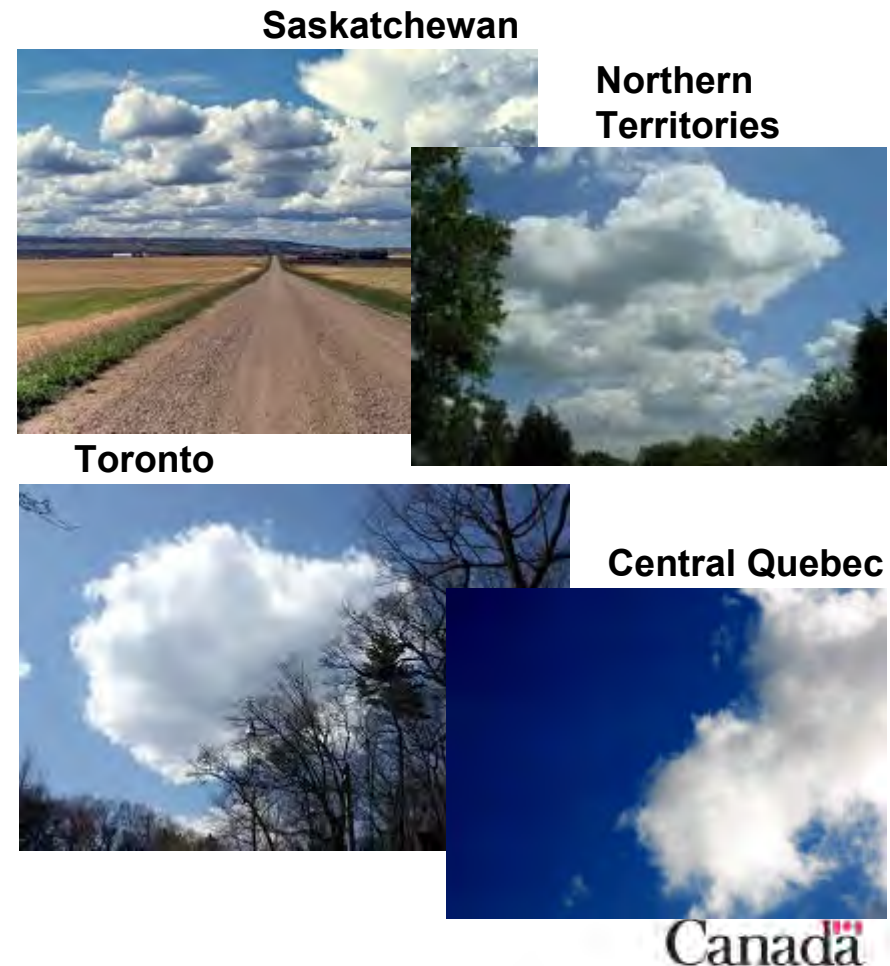 Saskatchewan
Northern
Territories
Toronto
Central Quebec
Canada